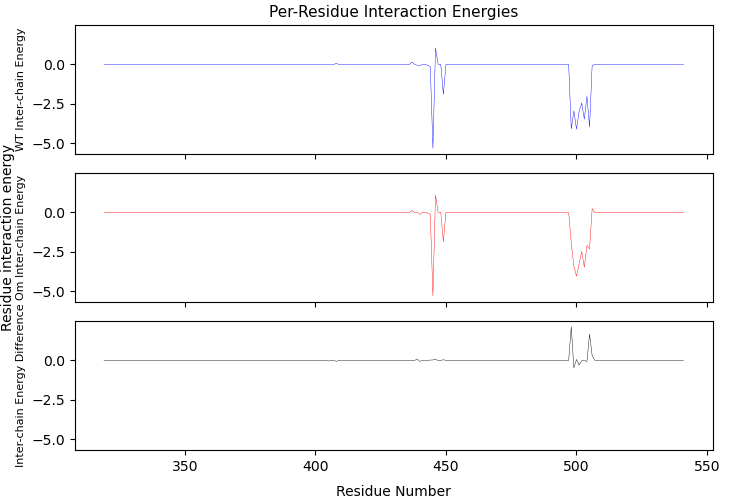 Per-Residue Interaction Energies
WT Inter-chain Energy
0.0
−2.5
−5.0
Residue interaction energy
Om Inter-chain Energy
0.0
−2.5
−5.0
Inter-chain Energy Difference
0.0
−2.5
−5.0
350
400
450
500
550
Residue Number